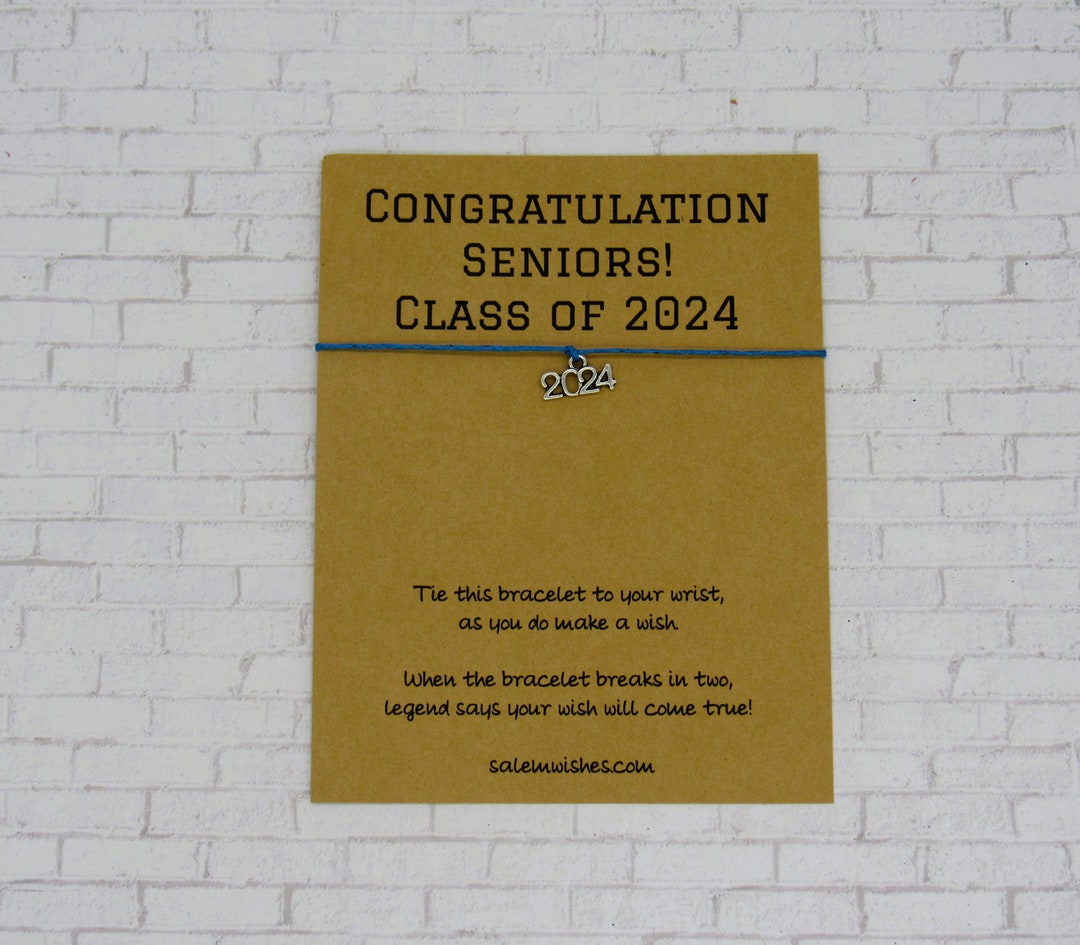 CONGRATULATION
SENIORS!
CLASS OF 2024
2024
Tie this bracelet to your wrist,
as you do make a wish.
When the bracelet breaks in two,
legend says your wish will come true!
salemwishes.com